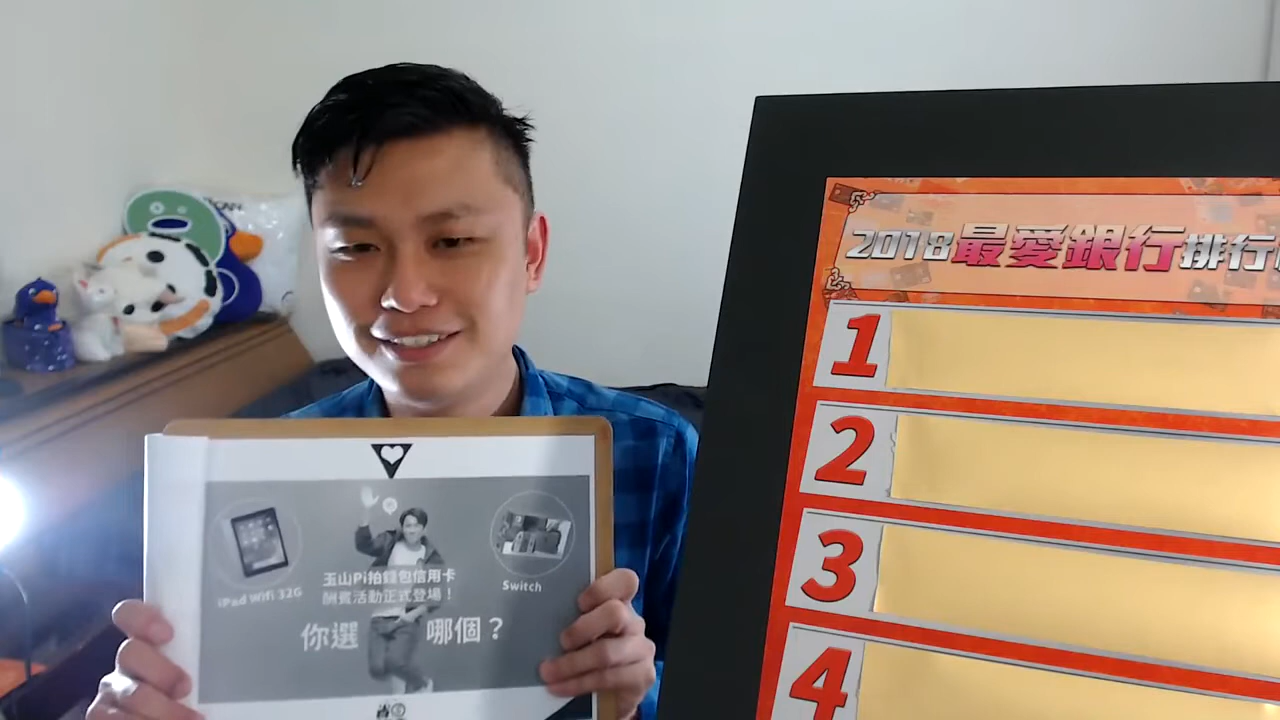 2018最愛銀行排行
1
2
3
4
iPad Wifi 32G
Switch
玉山Pi拍錢包信用卡
酬賓活動正式登場！
你選 哪個？